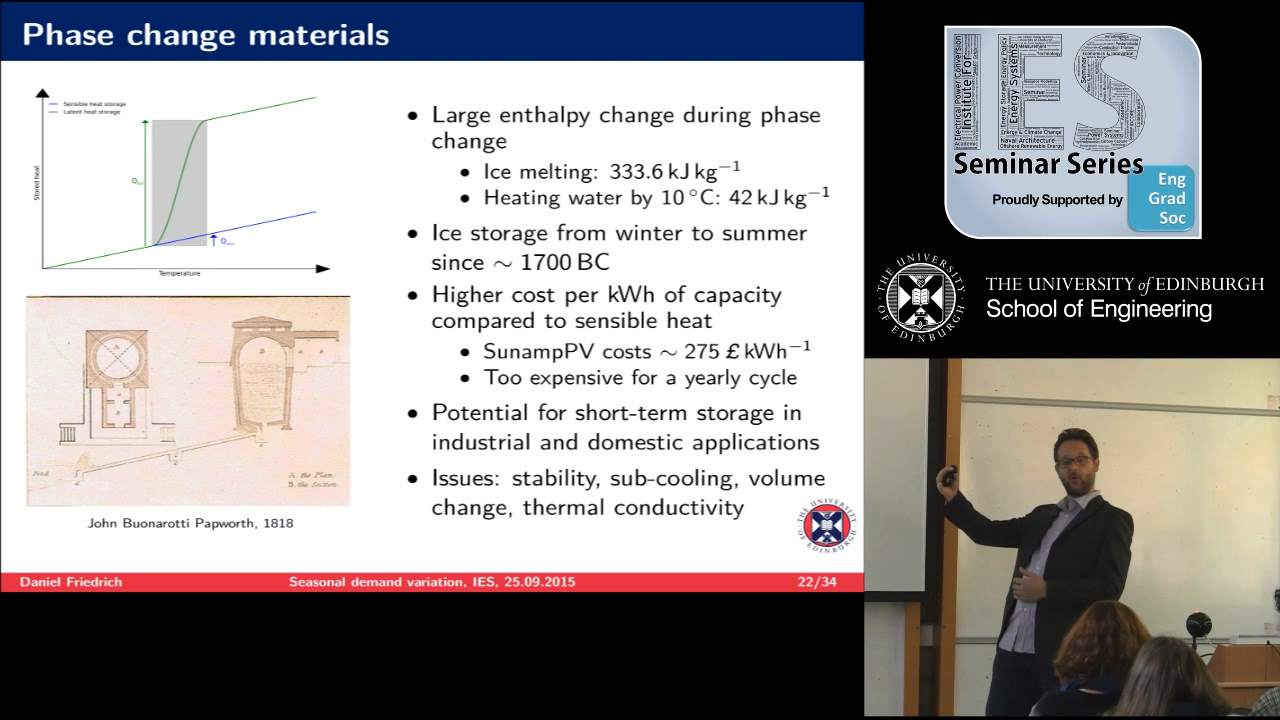 Phase change materials
Sensible heat storage
Latent heat storage
Stored heat
Temperature
A. the Plan.
B. the Section.
John Buonarotti Papworth, 1818
• Large enthalpy change during phase
change
• Ice melting: 333.6 kJ kg⁻¹
• Heating water by 10 °C: 42 kJ kg⁻¹
• Ice storage from winter to summer
since ∼ 1700 BC
• Higher cost per kWh of capacity
compared to sensible heat
• SunampPV costs ∼ 275 £ kWh⁻¹
• Too expensive for a yearly cycle
• Potential for short-term storage in
industrial and domestic applications
• Issues: stability, sub-cooling, volume
change, thermal conductivity
Daniel Friedrich
Seasonal demand variation, IES, 25.09.2015
22/34
IES
Seminar Series
Proudly Supported by
Eng
Grad
Soc
THE UNIVERSITY of EDINBURGH
School of Engineering